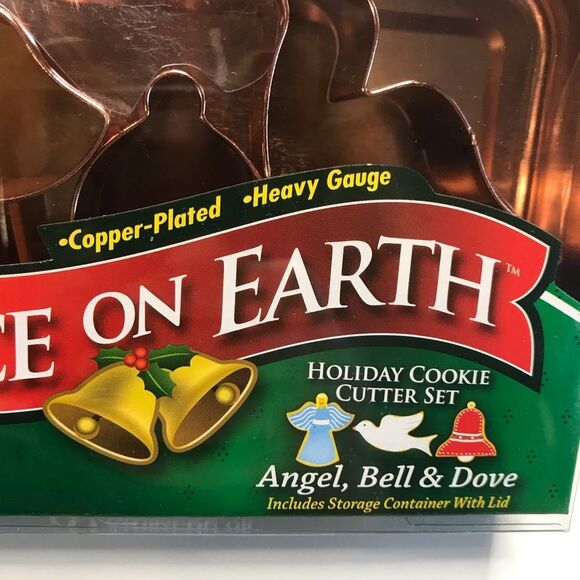 •Copper-Plated •Heavy Gauge
CE ON EARTH™
HOLIDAY COOKIE
CUTTER SET
Angel, Bell & Dove
Includes Storage Container With Lid